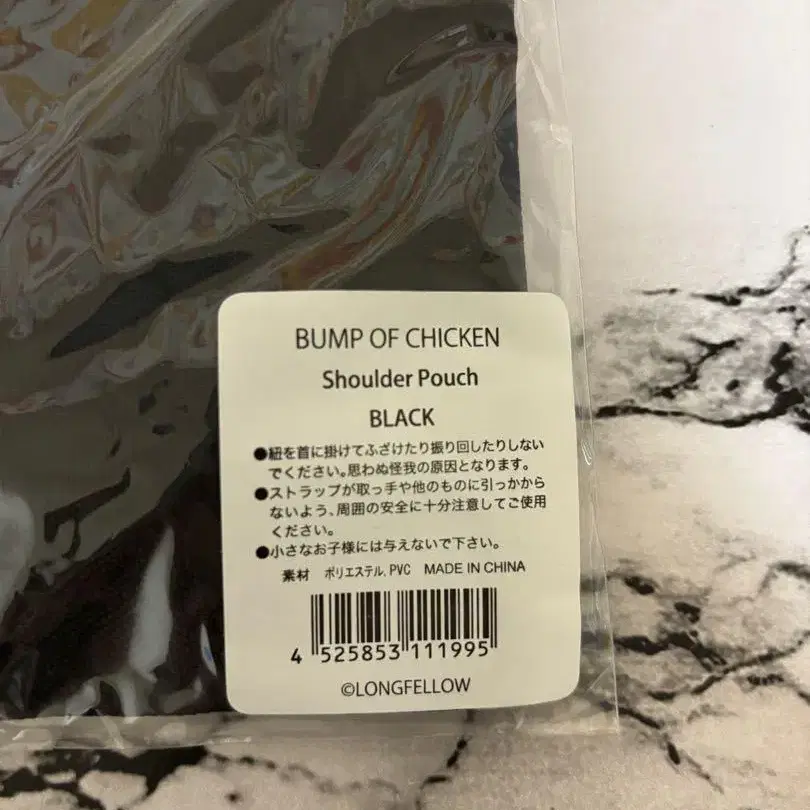 BUMP OF CHICKEN
Shoulder Pouch
BLACK
●紐を首に掛けてふざけたり振り回したりしない
でください。思わぬ怪我の原因となります。
●ストラップが取っ手や他のものに引っかから
ないよう、周囲の安全に十分注意してご使用
ください。
●小さなお子様には与えないで下さい。
素材 ポリエステル, PVC MADE IN CHINA
4 525853 111995
©LONGFELLOW